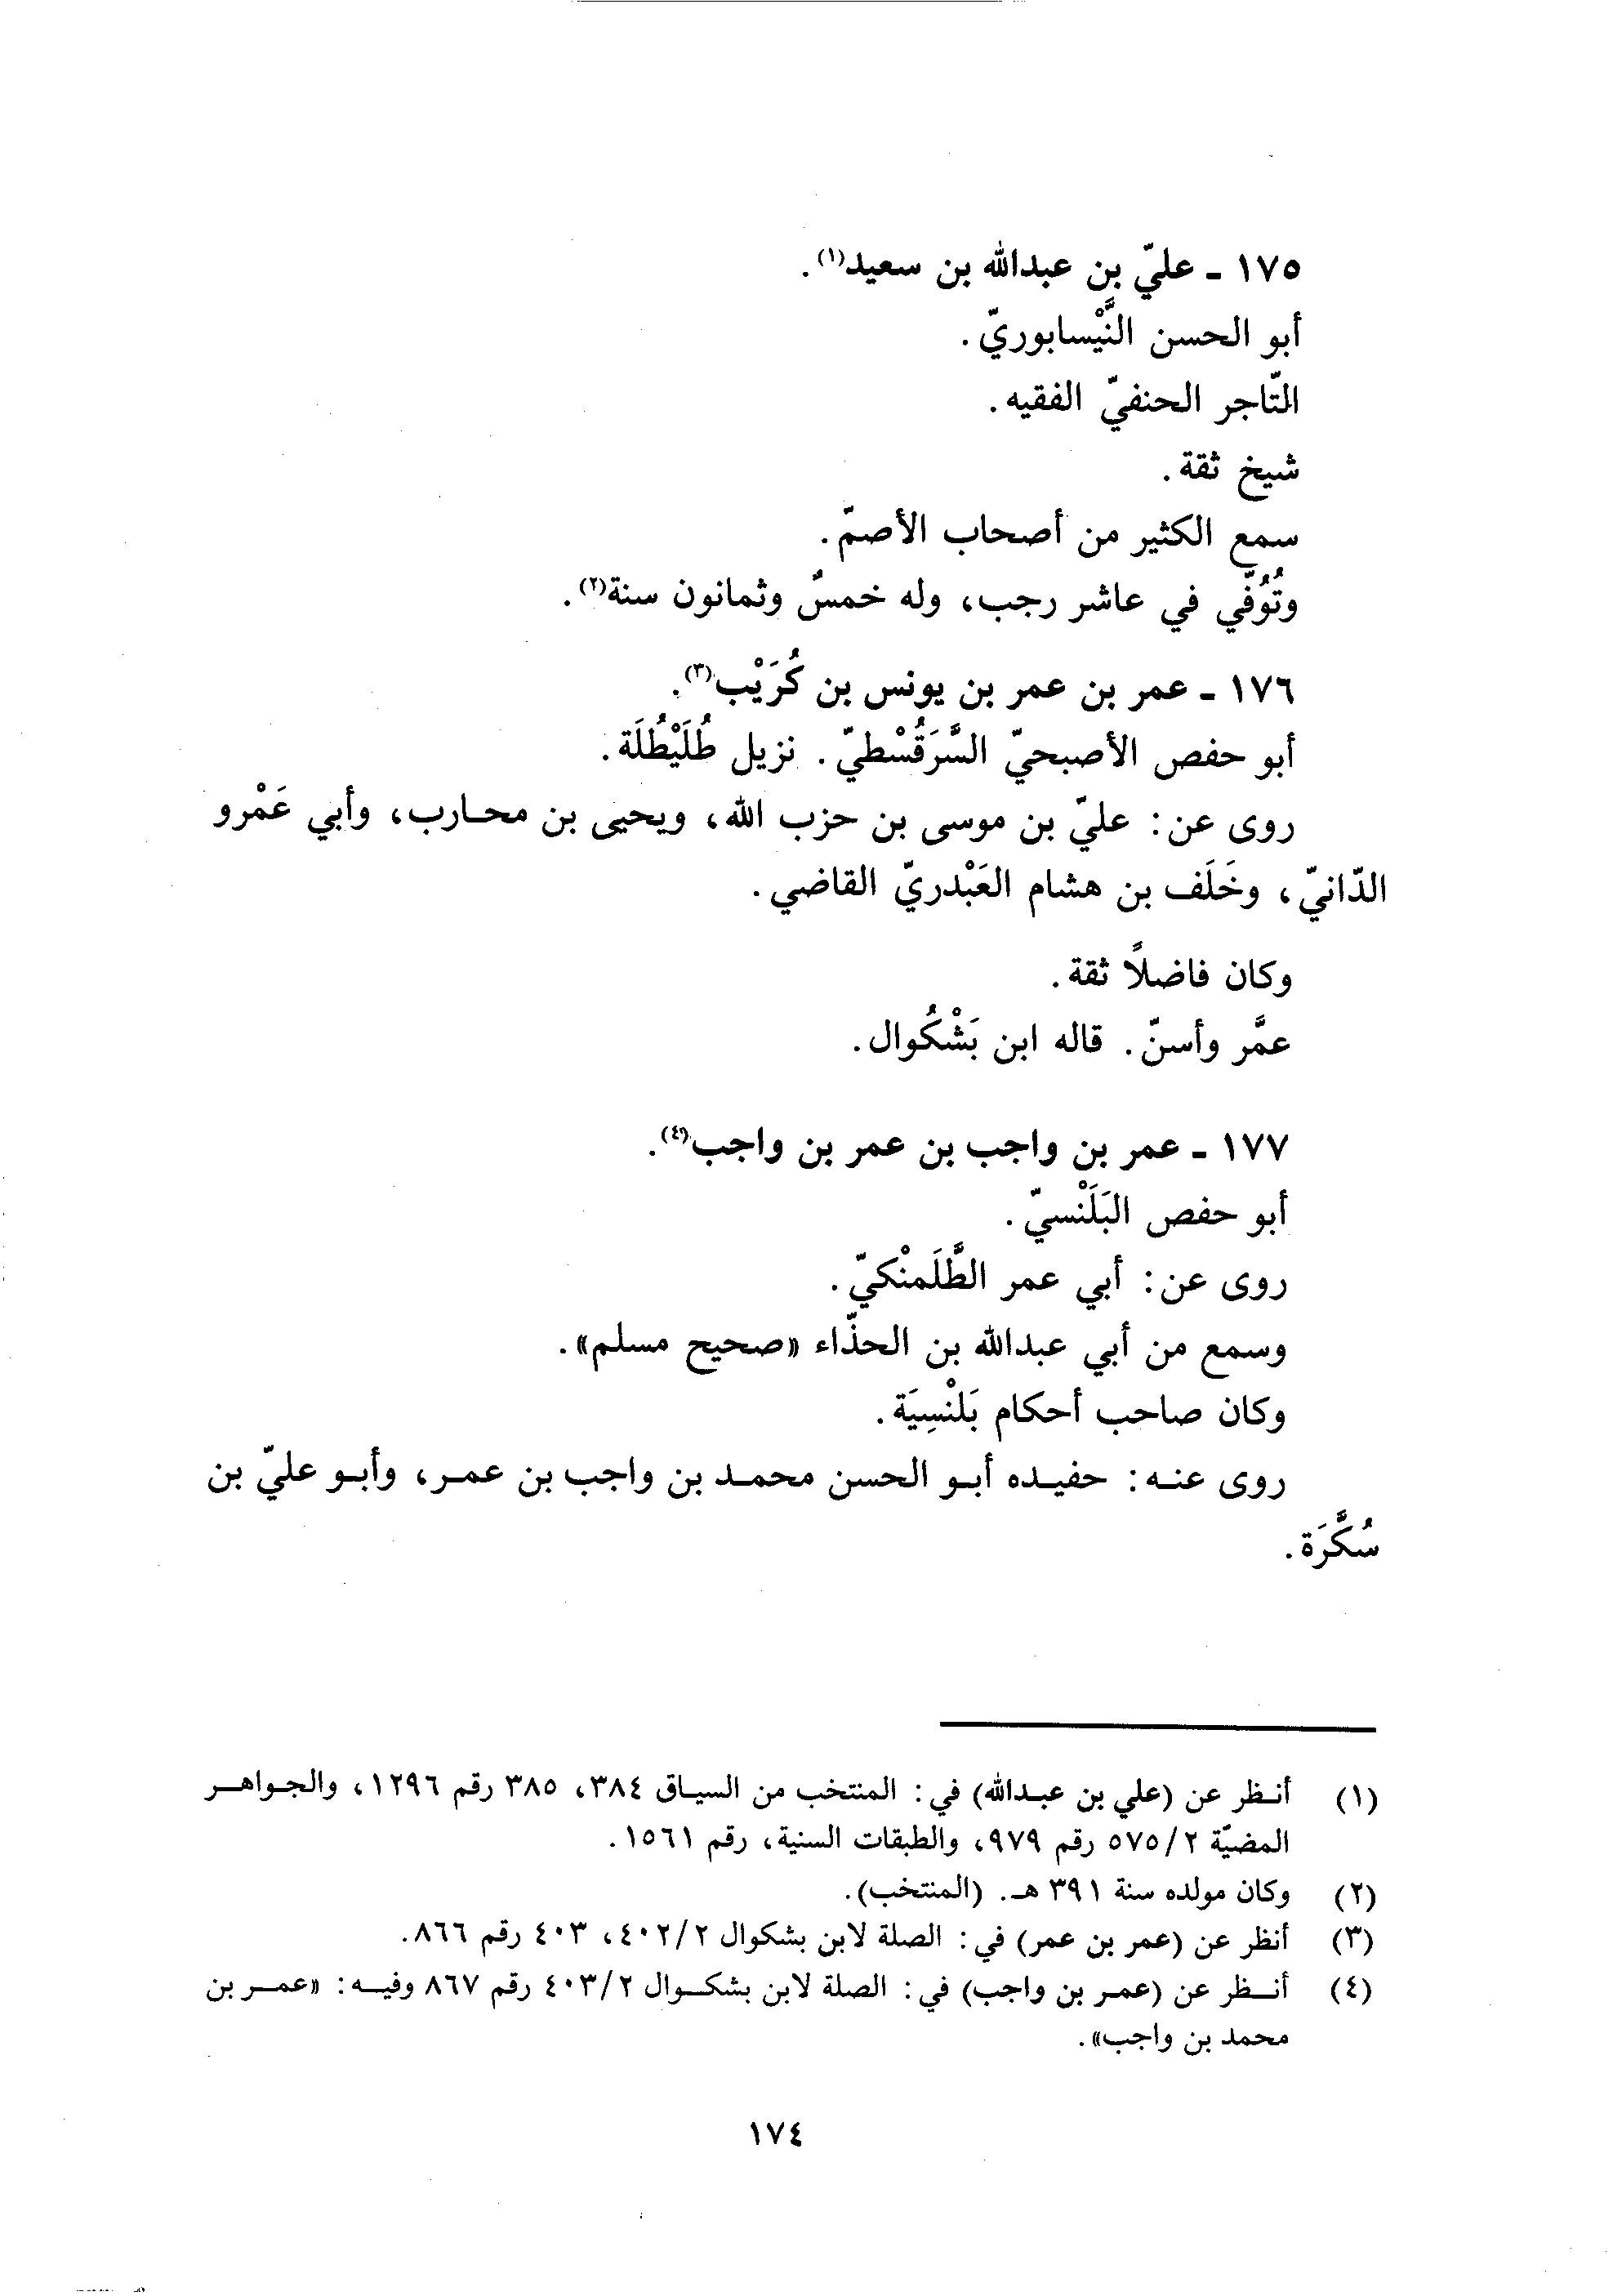 ١٧٥ ـ عليّ بن عبدالله بن سعيد(١).
أبو الحسن النَّيْسابوريّ.
التّاجر الحنفيّ الفقيه.
شيخ ثقة.
سمع الكثير من أصحاب الأصمّ.
وتُوُفّي في عاشر رجب، وله خمسٌ وثمانون سنة(٢).
١٧٦ ـ عمر بن عمر بن يونس بن كُرَيْب(٣).
أبو حفص الأصبحيّ السَّرَقُسْطيّ. نزيل طُلَيْطُلَة.
روى عن: عليّ بن موسى بن حزب الله، ويحيى بن محارب، وأبي عَمْرو
الدّانيّ، وخَلَف بن هشام العَبْدريّ القاضي.
وكان فاضلاً ثقة.
عمَّر وأسنّ. قاله ابن بَشْكُوال.
١٧٧ ـ عمر بن واجب بن عمر بن واجب(٤).
أبو حفص البَلَنْسيّ.
روى عن: أبي عمر الطَّلَمنْكيّ.
وسمع من أبي عبدالله بن الحذّاء «صحيح مسلم».
وكان صاحب أحكام بَلَنْسِيَة.
روى عنه: حفيده أبو الحسن محمد بن واجب بن عمر، وأبو عليّ بن
سُكَّرَة.
(١) أنظر عن (علي بن عبدالله) في: المنتخب من السياق ٣٨٤، ٣٨٥ رقم ١٢٩٦، والجواهر
المضيّة ٥٧٥/٢ رقم ٩٧٩، والطبقات السنية، رقم ١٥٦١.
(٢) وكان مولده سنة ٣٩١ هـ. (المنتخب).
(٣) أنظر عن (عمر بن عمر) في: الصلة لابن بشكوال ٤٠٢/٢، ٤٠٣ رقم ٨٦٦.
(٤) أنظر عن (عمر بن واجب) في: الصلة لابن بشكوال ٤٠٣/٢ رقم ٨٦٧ وفيه: «عمر بن
محمد بن واجب».
١٧٤